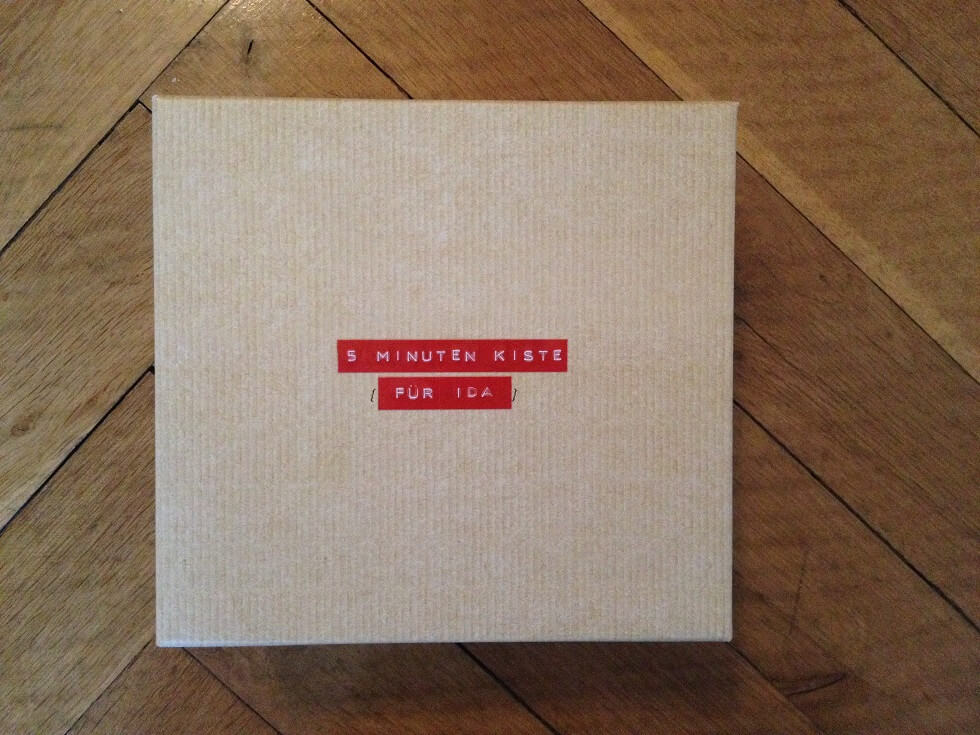 5 MINUTEN KISTE
[ FÜR IDA ]